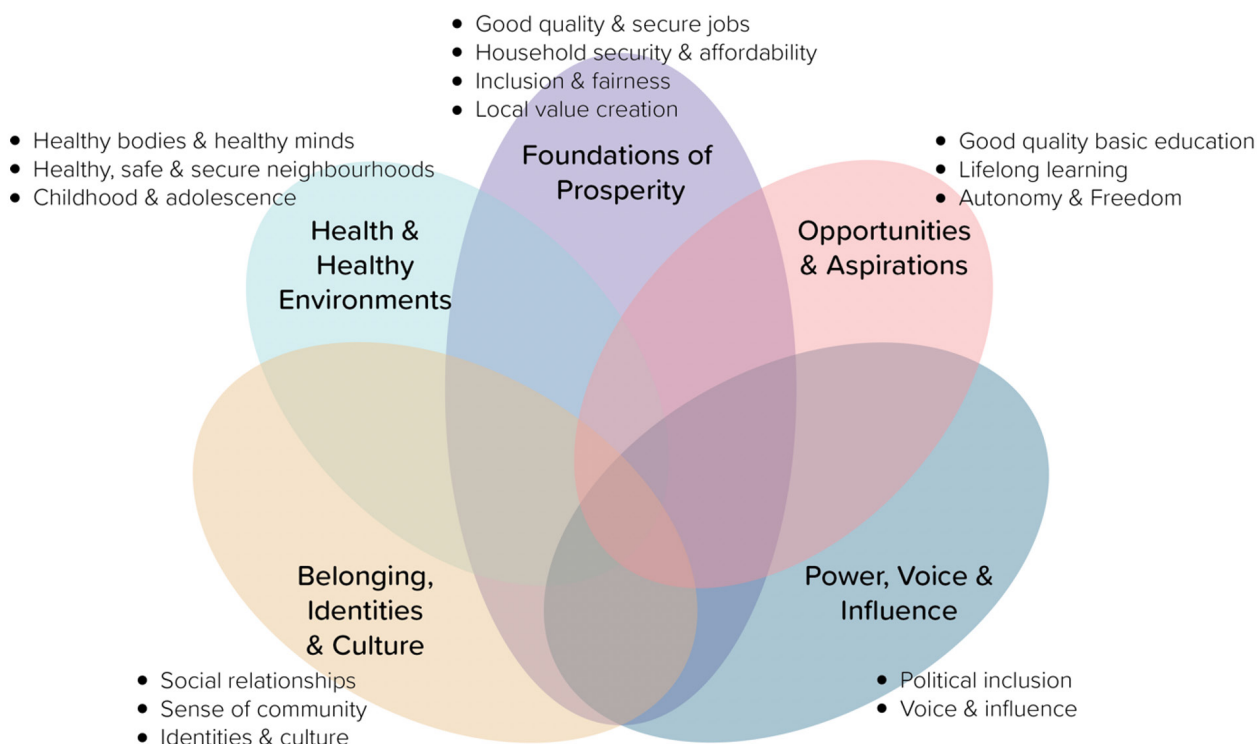 • Good quality & secure jobs
• Household security & affordability
• Inclusion & fairness
• Local value creation
Foundations of
Prosperity
• Healthy bodies & healthy minds
• Healthy, safe & secure neighbourhoods
• Childhood & adolescence
Health &
Healthy
Environments
• Good quality basic education
• Lifelong learning
• Autonomy & Freedom
Opportunities
& Aspirations
Belonging,
Identities
& Culture
• Social relationships
• Sense of community
• Identities & culture
Power, Voice &
Influence
• Political inclusion
• Voice & influence